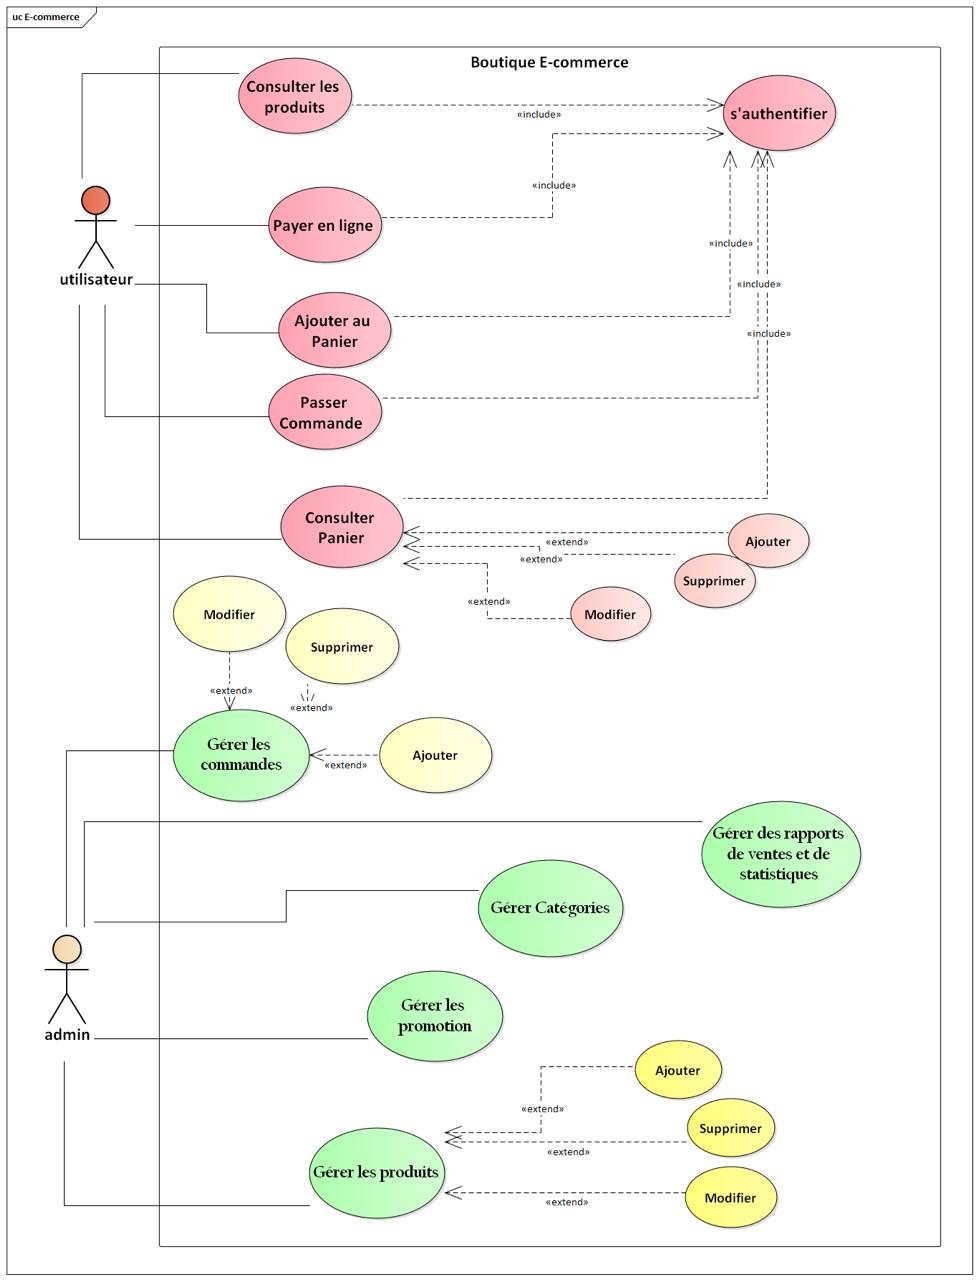 uc E-commerce
Boutique E-commerce
Consulter les
produits
s'authentifier
«include»
«include»
Payer en ligne
«include»
utilisateur
«include»
Ajouter au
Panier
«include»
Passer
Commande
Consulter
Panier
Ajouter
«extend»
«extend»
Supprimer
«extend»
Modifier
Modifier
Supprimer
«extend»
«extend»
Gérer les
commandes
Ajouter
«extend»
Gérer des rapports
de ventes et de
statistiques
Gérer Catégories
Gérer les
promotion
admin
Ajouter
«extend»
Supprimer
«extend»
Gérer les produits
Modifier
«extend»